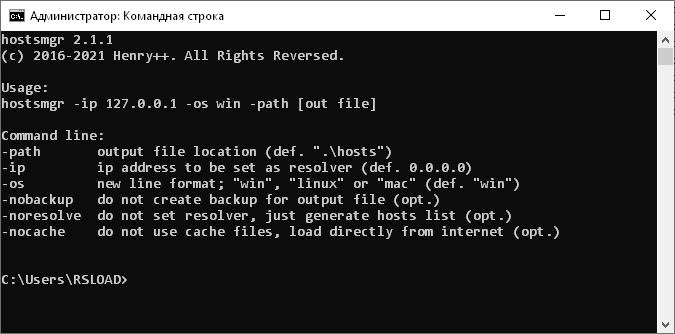 Администратор: Командная строка
hostsmgr 2.1.1
(c) 2016-2021 Henry++. All Rights Reversed.
Usage:
hostsmgr -ip 127.0.0.1 -os win -path [out file]
Command line:
-path       output file location (def. ".\hosts")
-ip         ip address to be set as resolver (def. 0.0.0.0)
-os         new line format; "win", "linux" or "mac" (def. "win")
-nobackup   do not create backup for output file (opt.)
-noresolve  do not set resolver, just generate hosts list (opt.)
-nocache    do not use cache files, load directly from internet (opt.)
C:\Users\RSLOAD>